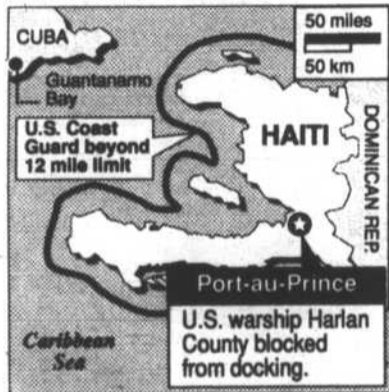 50 miles
50 km
CUBA
Guantanamo
Bay
U.S. Coast
Guard beyond
12 mile limit
HAITI
DOMINICAN REP.
Port-au-Prince
U.S. warship Harlan
County blocked
from docking.
Caribbean
Sea